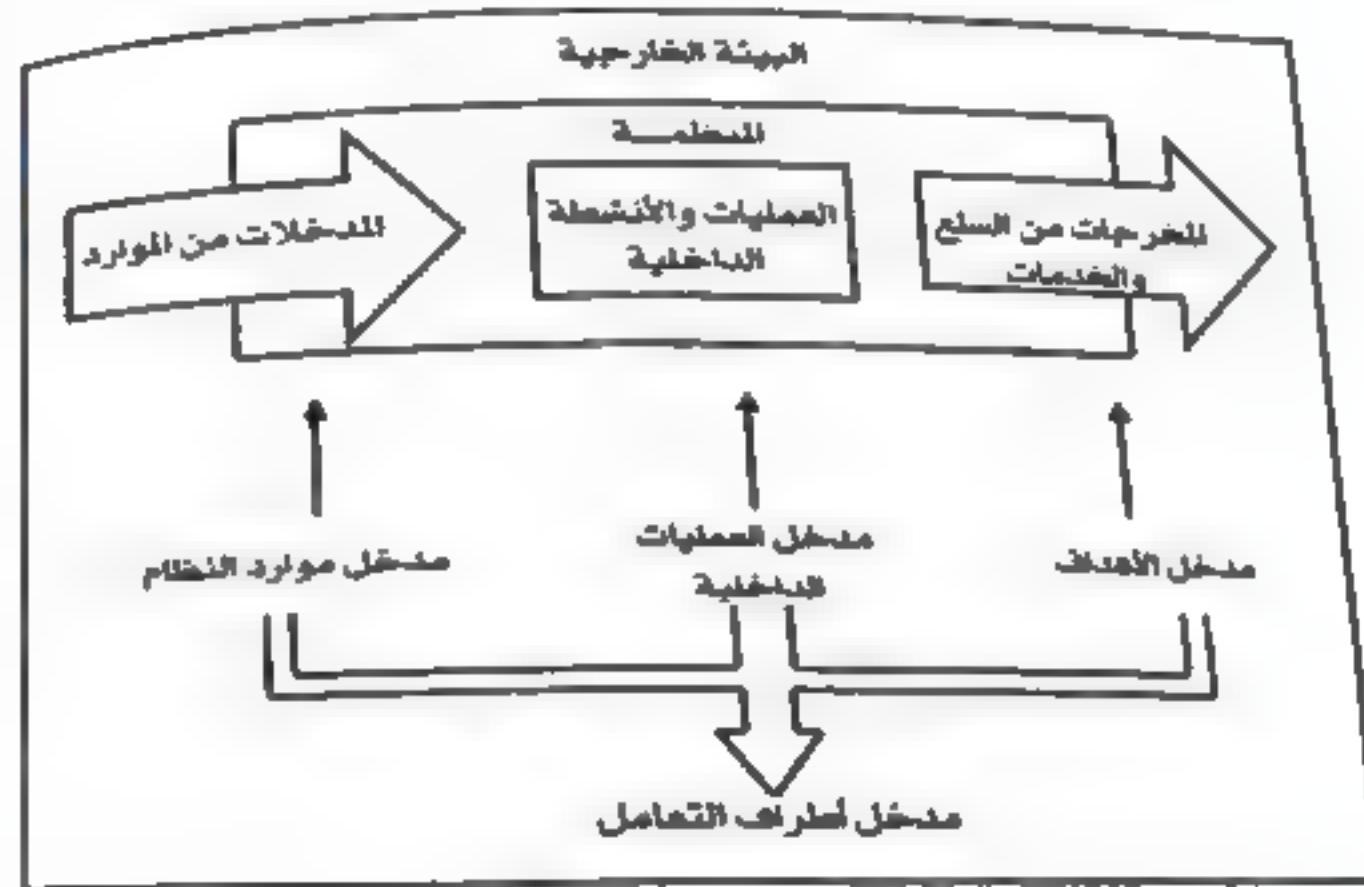 البيئة الخارجية
المنظمـــة
المدخلات من الموارد
العمليات والأنشطة
الداخلية
المخرجات من السلع
والخدمات
مدخل موارد النظام
مدخل العمليات
الداخلية
مدخل الأهداف
مدخل أطراف التعامل